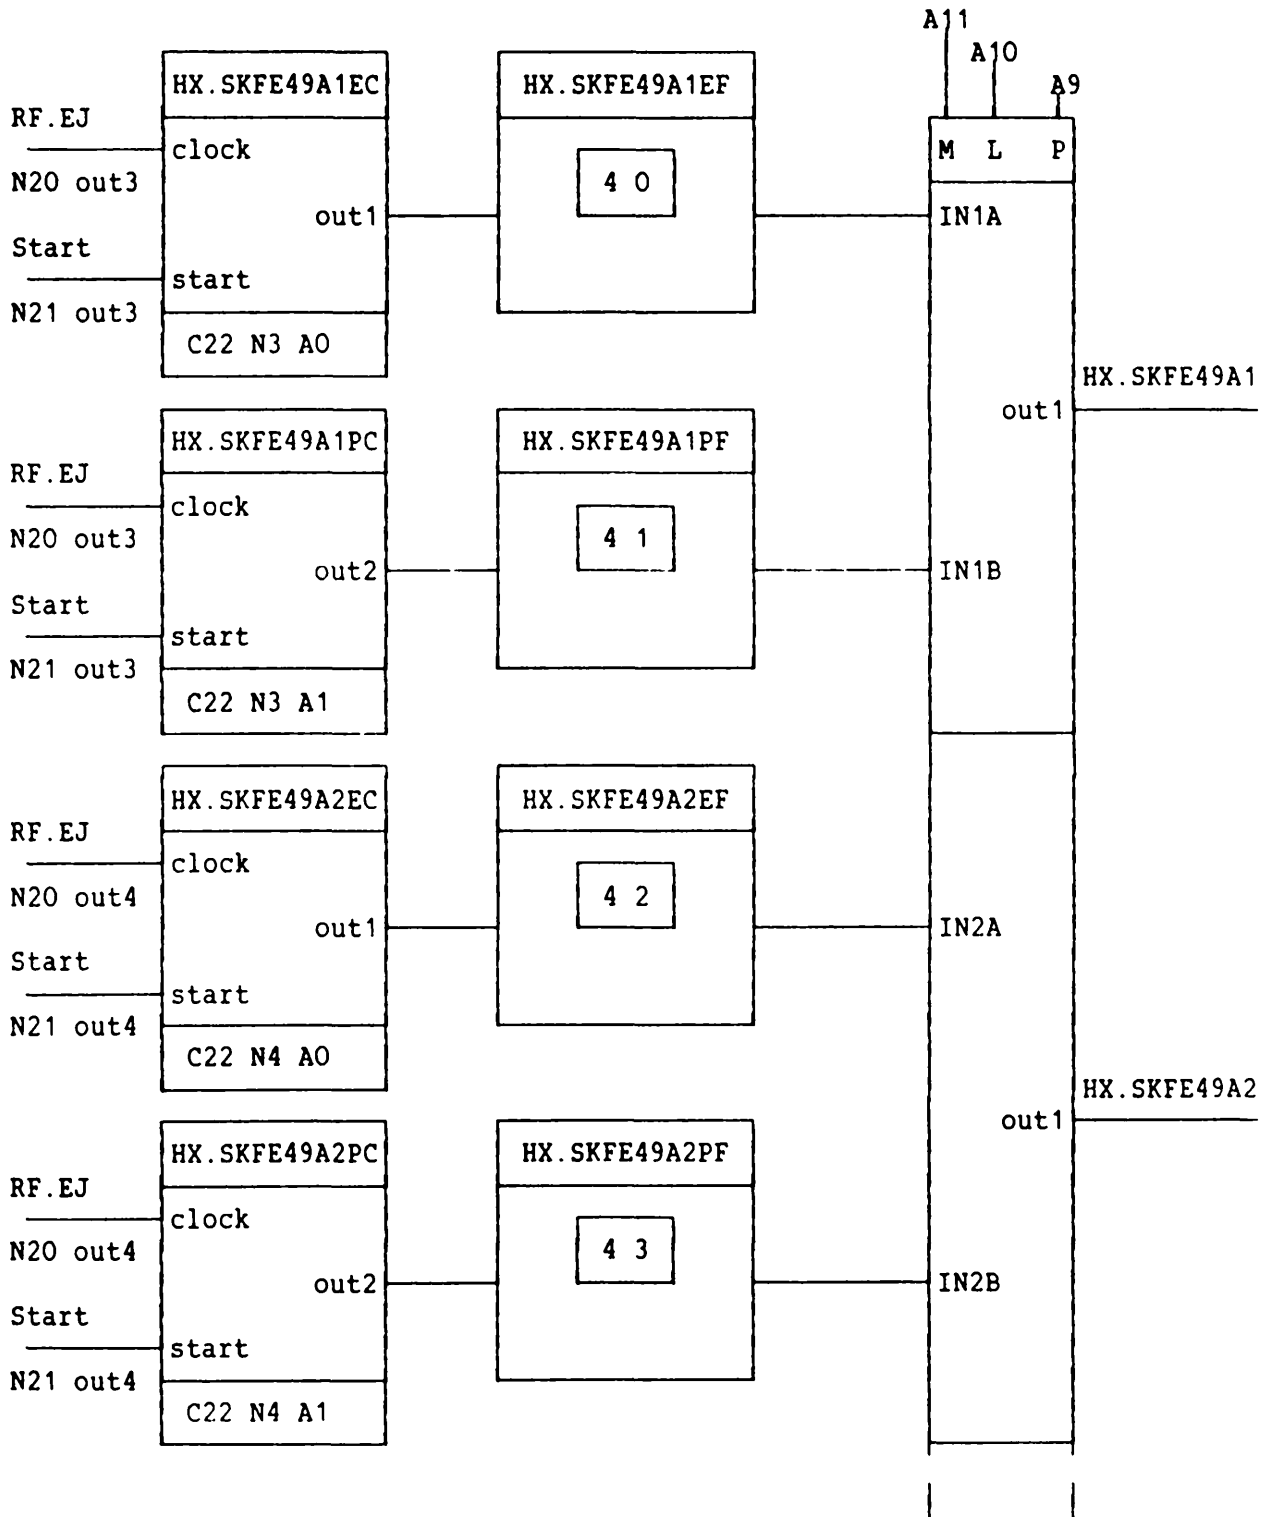 A11
A10
A9
HX.SKFE49A1EC
HX.SKFE49A1EF
RF.EJ
clock
M L P
N20 out3
4 0
out1
IN1A
Start
start
N21 out3
C22 N3 A0
HX.SKFE49A1
out1
HX.SKFE49A1PC
HX.SKFE49A1PF
RF.EJ
clock
N20 out3
4 1
out2
IN1B
Start
start
N21 out3
C22 N3 A1
HX.SKFE49A2EC
HX.SKFE49A2EF
RF.EJ
clock
N20 out4
4 2
out1
IN2A
Start
start
N21 out4
C22 N4 A0
HX.SKFE49A2
out1
HX.SKFE49A2PC
HX.SKFE49A2PF
RF.EJ
clock
N20 out4
4 3
out2
IN2B
Start
start
N21 out4
C22 N4 A1